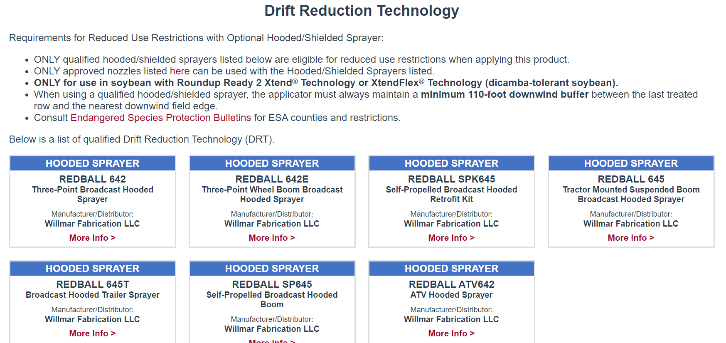 Drift Reduction Technology
Requirements for Reduced Use Restrictions with Optional Hooded/Shielded Sprayer:
• ONLY qualified hooded/shielded sprayers listed below are eligible for reduced use restrictions when applying this product.
• ONLY approved nozzles listed here can be used with the Hooded/Shielded Sprayers listed.
• ONLY for use in soybean with Roundup Ready 2 Xtend® Technology or XtendFlex® Technology (dicamba-tolerant soybean).
• When using a qualified hooded/shielded sprayer, the applicator must always maintain a minimum 110-foot downwind buffer between the last treated
row and the nearest downwind field edge.
• Consult Endangered Species Protection Bulletins for ESA counties and restrictions.
Below is a list of qualified Drift Reduction Technology (DRT).
HOODED SPRAYER
REDBALL 642
Three-Point Broadcast Hooded
Sprayer
Manufacturer/Distributor:
Willmar Fabrication LLC
More Info >
HOODED SPRAYER
REDBALL 642E
Three-Point Wheel Boom Broadcast
Hooded Sprayer
Manufacturer/Distributor:
Willmar Fabrication LLC
More Info >
HOODED SPRAYER
REDBALL SPK645
Self-Propelled Broadcast Hooded
Retrofit Kit
Manufacturer/Distributor:
Willmar Fabrication LLC
More Info >
HOODED SPRAYER
REDBALL 645
Tractor Mounted Suspended Boom
Broadcast Hooded Sprayer
Manufacturer/Distributor:
Willmar Fabrication LLC
More Info >
HOODED SPRAYER
REDBALL 645T
Broadcast Hooded Trailer Sprayer
Manufacturer/Distributor:
Willmar Fabrication LLC
More Info >
HOODED SPRAYER
REDBALL SP645
Self-Propelled Broadcast Hooded
Boom
Manufacturer/Distributor:
Willmar Fabrication LLC
More Info >
HOODED SPRAYER
REDBALL ATV642
ATV Hooded Sprayer
Manufacturer/Distributor:
Willmar Fabrication LLC
More Info >